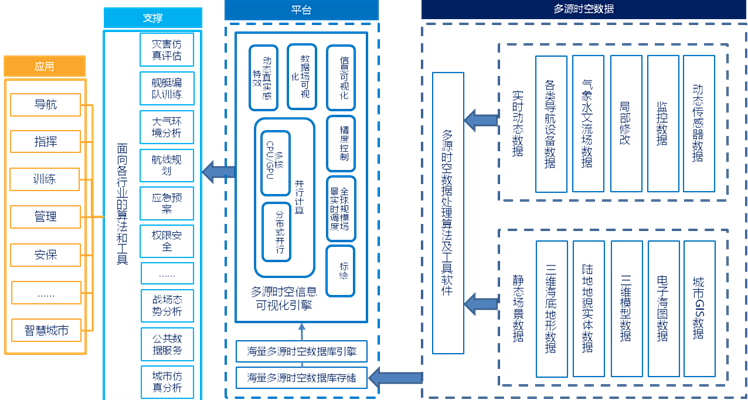 应用
导航
指挥
训练
管理
安保
……
智慧城市
支撑
面向各行业的算法和工具
灾害仿
真评估
舰艇编
队训练
大气环
境分析
航线规
划
应急预
案
权限安
全
……
战场态
势分析
公共数
据服务
城市仿
真分析
平台
动态真实感
特效
数据场可视
化
信息可视化
多核
CPU/GPU
分布式并行
并行计算
精度控制
全球规模场
景实时调度
标绘
多源时空信息
可视化引擎
海量多源时空数据库引擎
海量多源时空数据库存储
多源时空数据
多源时空数据处理算法及工具软件
实时动态数据
各类导航设备数据
气象水文流场数据
局部修改
监控数据
动态传感器数据
静态场景数据
三维海底地形数据
陆地地貌实体数据
三维模型数据
电子海图数据
城市GIS数据